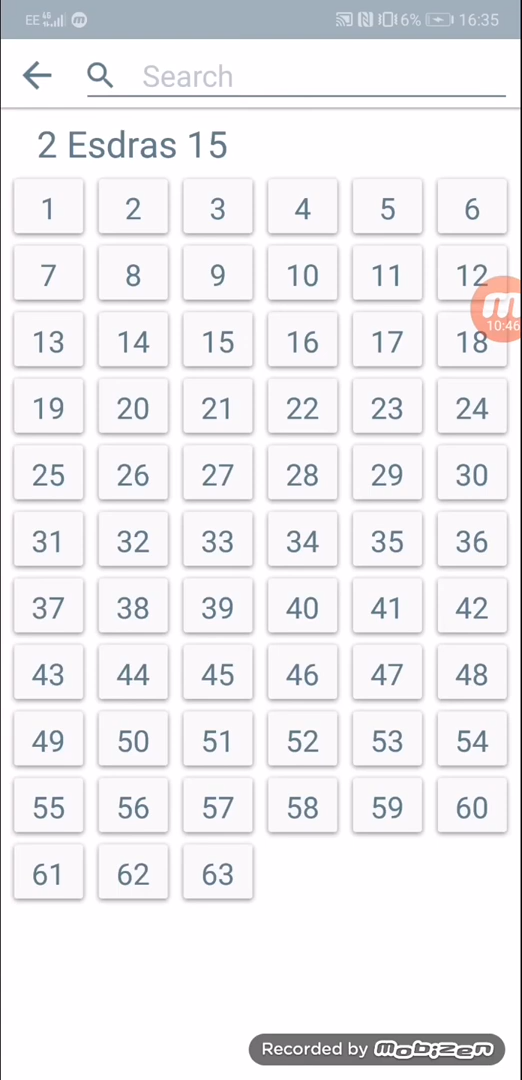 EE 4G 6% 16:35
Search
2 Esdras 15
1 2 3 4 5 6
7 8 9 10 11 12
10:46
13 14 15 16 17 18
19 20 21 22 23 24
25 26 27 28 29 30
31 32 33 34 35 36
37 38 39 40 41 42
43 44 45 46 47 48
49 50 51 52 53 54
55 56 57 58 59 60
61 62 63
Recorded by mobizen